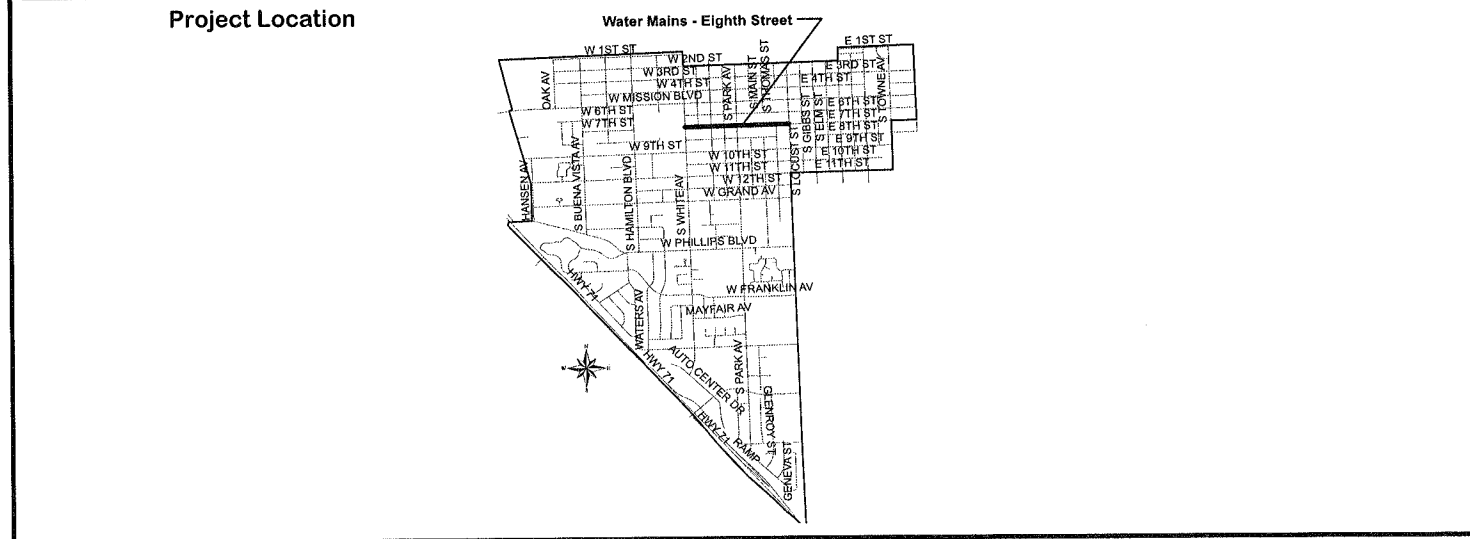 Project Location
Water Mains - Eighth Street
E 1ST ST
W 1ST ST
W 2ND ST
E 3RD ST
W 3RD ST
E 4TH ST
W 4TH ST
OAK AV
S PARK AV
S MAIN ST
S THOMAS ST
S TOWNE AV
W MISSION BLVD
E 6TH ST
W 6TH ST
E 7TH ST
W 7TH ST
E 8TH ST
S GIBBS ST
S ELM ST
E 9TH ST
W 9TH ST
E 10TH ST
W 10TH ST
E 11TH ST
W 11TH ST
W 12TH ST
S LOCUST ST
W GRAND AV
HANSEN AV
S BUENA VISTA AV
S HAMILTON BLVD
S WHITE AV
W PHILLIPS BLVD
HWY 71
W FRANKLIN AV
WATERS AV
MAYFAIR AV
N
W
E
S
HWY 71
AUTO CENTER DR
S PARK AV
GLENROY ST
HWY 71 RAMP
GENEVA ST